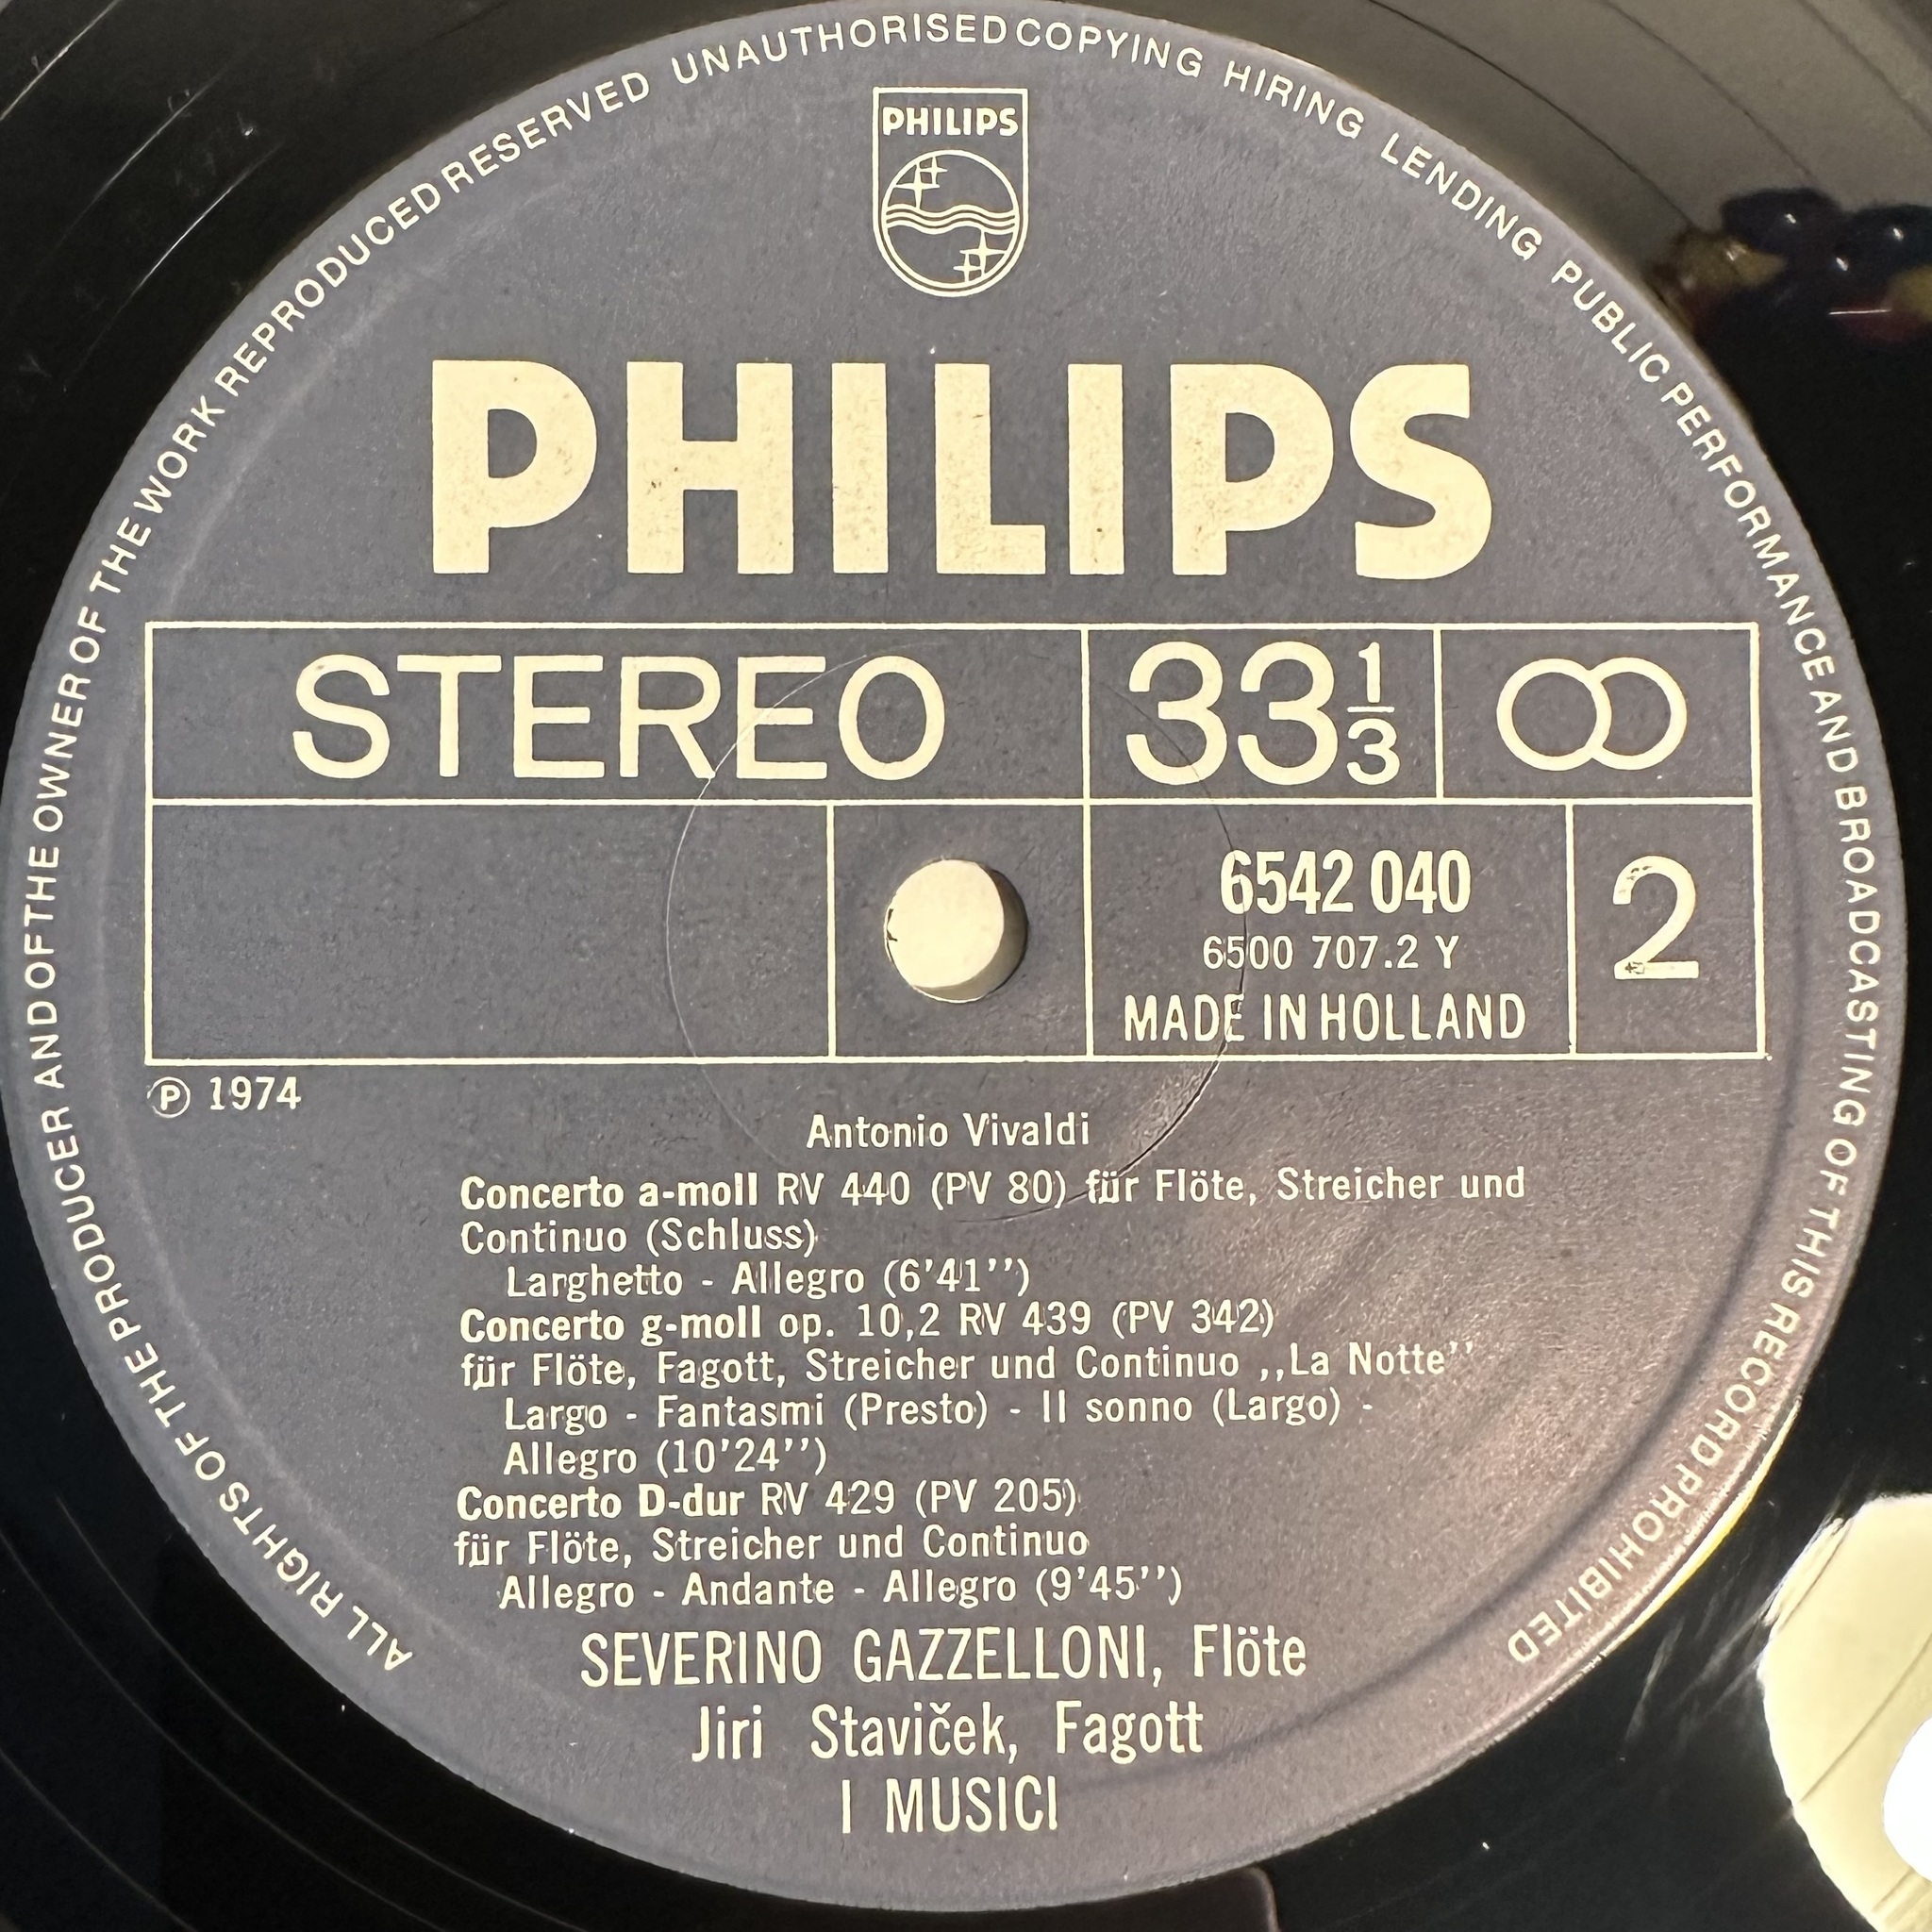 ALL RIGHTS OF THE PRODUCER AND OF THE OWNER OF THE WORK REPRODUCED RESERVED UNAUTHORISED COPYING HIRING LENDING PUBLIC PERFORMANCE AND BROADCASTING OF THIS RECORD PROHIBITED
PHILIPS
PHILIPS
STEREO 33 1/3
6542 040
6500 707.2 Y
MADE IN HOLLAND
2
℗ 1974
Antonio Vivaldi
Concerto a-moll RV 440 (PV 80) für Flöte, Streicher und
Continuo (Schluss)
Larghetto - Allegro (6'41'')
Concerto g-moll op. 10,2 RV 439 (PV 342)
für Flöte, Fagott, Streicher und Continuo ,,La Notte''
Largo - Fantasmi (Presto) - Il sonno (Largo) -
Allegro (10'24'')
Concerto D-dur RV 429 (PV 205)
für Flöte, Streicher und Continuo
Allegro - Andante - Allegro (9'45'')
SEVERINO GAZZELLONI, Flöte
Jiri Staviček, Fagott
I MUSICI